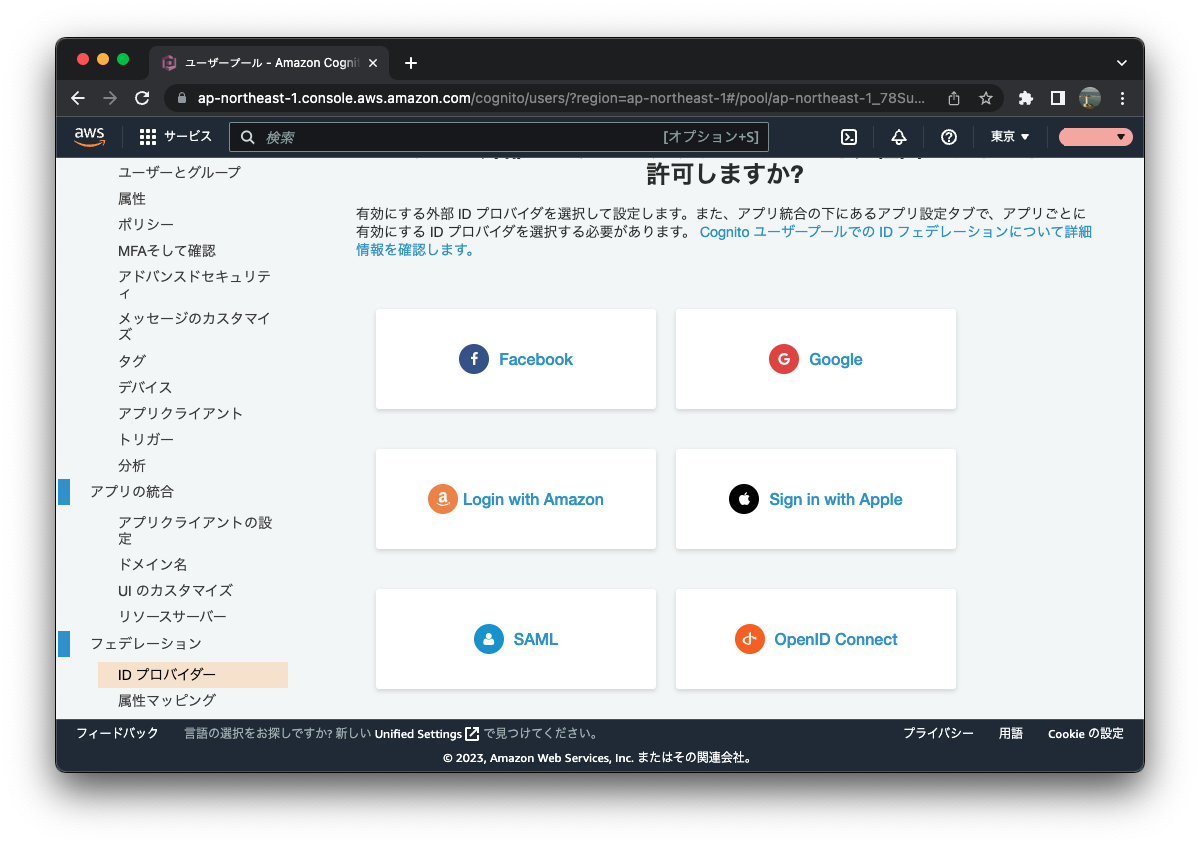 ユーザープール - Amazon Cogni
ap-northeast-1.console.aws.amazon.com/cognito/users/?region=ap-northeast-1#/pool/ap-northeast-1_78Su...
aws
サービス
検索
[オプション+S]
東京
ユーザーとグループ
属性
ポリシー
MFAそして確認
アドバンスドセキュリテ
ィ
メッセージのカスタマイ
ズ
タグ
デバイス
アプリクライアント
トリガー
分析
アプリの統合
アプリクライアントの設
定
ドメイン名
UI のカスタマイズ
リソースサーバー
フェデレーション
ID プロバイダー
属性マッピング
許可しますか?
有効にする外部 ID プロバイダを選択して設定します。また、アプリ統合の下にあるアプリ設定タブで、アプリごとに
有効にする ID プロバイダを選択する必要があります。 Cognito ユーザープールでの ID フェデレーションについて詳細
情報を確認します。
Facebook
Google
Login with Amazon
Sign in with Apple
SAML
OpenID Connect
フィードバック
言語の選択をお探しですか? 新しい Unified Settings で見つけてください。
プライバシー
用語
Cookie の設定
© 2023, Amazon Web Services, Inc. またはその関連会社。